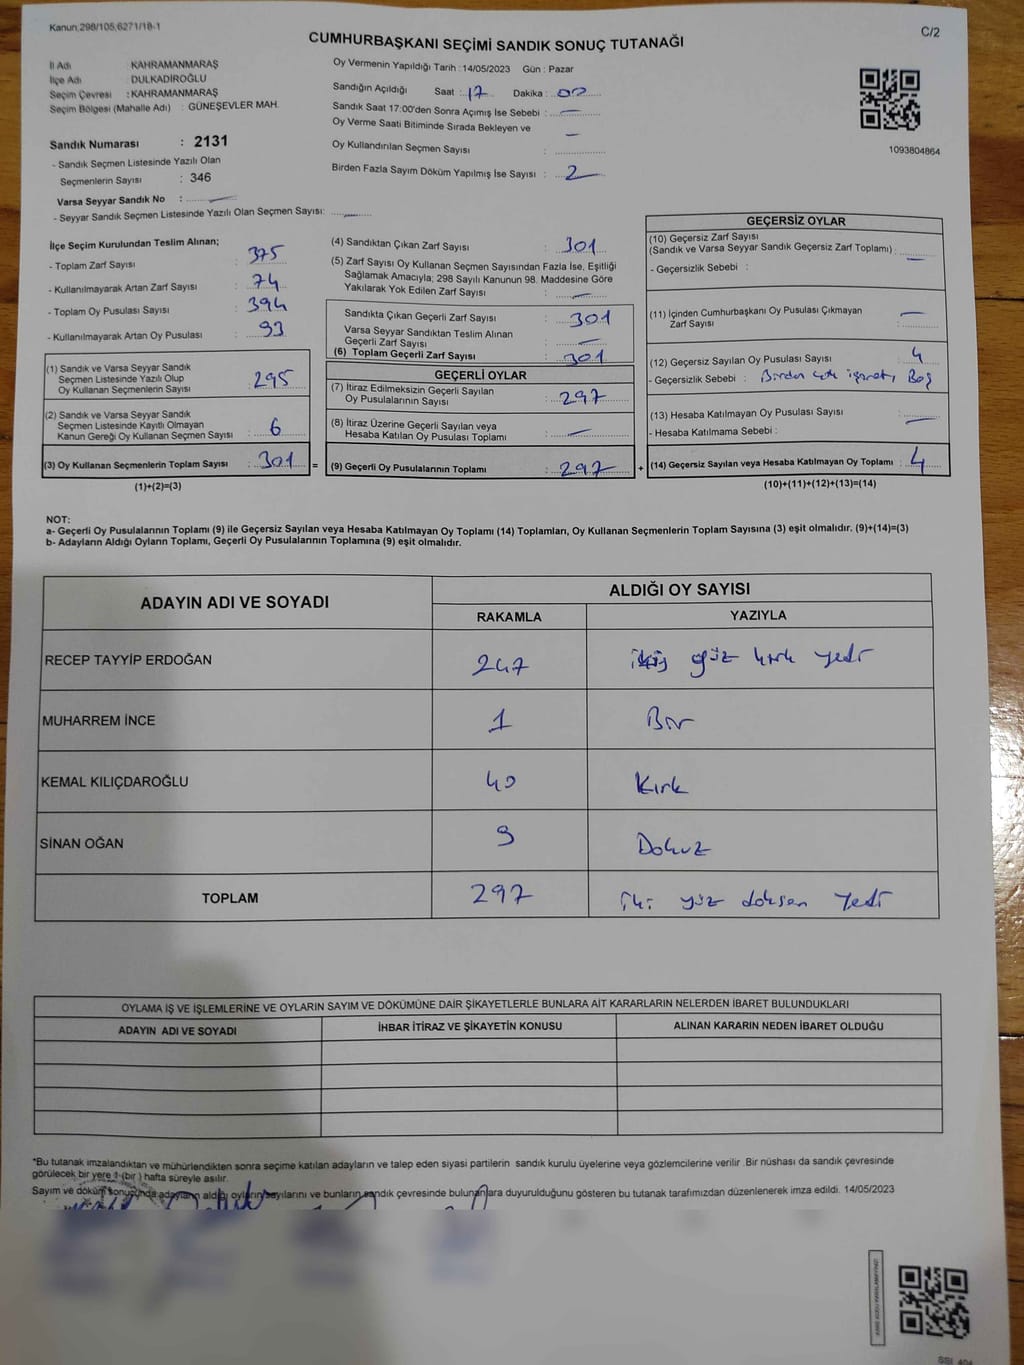 Kanun,298/105,6271/18-1
C/2
CUMHURBAŞKANI SEÇİMİ SANDIK SONUÇ TUTANAĞI
İl Adı : KAHRAMANMARAŞ
İlçe Adı : DULKADİROĞLU
Seçim Çevresi : KAHRAMANMARAŞ
Seçim Bölgesi (Mahalle Adı) : GÜNEŞEVLER MAH.
Sandık Numarası : 2131
- Sandık Seçmen Listesinde Yazılı Olan
Seçmenlerin Sayısı : 346
Varsa Seyyar Sandık No :
- Seyyar Sandık Seçmen Listesinde Yazılı Olan Seçmen Sayısı:
Oy Vermenin Yapıldığı Tarih : 14/05/2023 Gün : Pazar
Sandığın Açıldığı Saat : 17 Dakika : 00
Sandık Saat 17:00'den Sonra Açılmış İse Sebebi : —
Oy Verme Saati Bitiminde Sırada Bekleyen ve —
Oy Kullandırılan Seçmen Sayısı :
Birden Fazla Sayım Döküm Yapılmış İse Sayısı : 2
1093804864
İlçe Seçim Kurulundan Teslim Alınan;
- Toplam Zarf Sayısı : 375
- Kullanılmayarak Artan Zarf Sayısı : 74
- Toplam Oy Pusulası Sayısı : 394
- Kullanılmayarak Artan Oy Pusulası : 93
(1) Sandık ve Varsa Seyyar Sandık
Seçmen Listesinde Yazılı Olup
Oy Kullanan Seçmenlerin Sayısı : 295
(2) Sandık ve Varsa Seyyar Sandık
Seçmen Listesinde Kayıtlı Olmayan
Kanun Gereği Oy Kullanan Seçmen Sayısı : 6
(3) Oy Kullanan Seçmenlerin Toplam Sayısı : 301 =
(1)+(2)=(3)
(4) Sandıktan Çıkan Zarf Sayısı : 301
(5) Zarf Sayısı Oy Kullanan Seçmen Sayısından Fazla İse, Eşitliği
Sağlamak Amacıyla; 298 Sayılı Kanunun 98. Maddesine Göre
Yakılarak Yok Edilen Zarf Sayısı : —
Sandıkta Çıkan Geçerli Zarf Sayısı : 301
Varsa Seyyar Sandıktan Teslim Alınan
Geçerli Zarf Sayısı : —
(6) Toplam Geçerli Zarf Sayısı : 301
GEÇERLİ OYLAR
(7) İtiraz Edilmeksizin Geçerli Sayılan
Oy Pusulalarının Sayısı : 297
(8) İtiraz Üzerine Geçerli Sayılan veya
Hesaba Katılan Oy Pusulası Toplamı : —
(9) Geçerli Oy Pusulalarının Toplamı : 297 +
GEÇERSİZ OYLAR
(10) Geçersiz Zarf Sayısı
(Sandık ve Varsa Seyyar Sandık Geçersiz Zarf Toplamı) : —
- Geçersizlik Sebebi :
(11) İçinden Cumhurbaşkanı Oy Pusulası Çıkmayan —
Zarf Sayısı :
(12) Geçersiz Sayılan Oy Pusulası Sayısı : 4
- Geçersizlik Sebebi : Birden çok işaret, Boş
(13) Hesaba Katılmayan Oy Pusulası Sayısı : —
- Hesaba Katılmama Sebebi :
(14) Geçersiz Sayılan veya Hesaba Katılmayan Oy Toplamı : 4
(10)+(11)+(12)+(13)=(14)
NOT:
a- Geçerli Oy Pusulalarının Toplamı (9) ile Geçersiz Sayılan veya Hesaba Katılmayan Oy Toplamı (14) Toplamları, Oy Kullanan Seçmenlerin Toplam Sayısına (3) eşit olmalıdır. (9)+(14)=(3)
b- Adayların Aldığı Oyların Toplamı, Geçerli Oy Pusulalarının Toplamına (9) eşit olmalıdır.
ADAYIN ADI VE SOYADI
ALDIĞI OY SAYISI
RAKAMLA YAZIYLA
RECEP TAYYİP ERDOĞAN 247 yüz kırk yedi
MUHARREM İNCE 1 Bir
KEMAL KILIÇDAROĞLU 40 Kırk
SİNAN OĞAN 9 Dokuz
TOPLAM 297 iki yüz doksan yedi
OYLAMA İŞ VE İŞLEMLERİNE VE OYLARIN SAYIM VE DÖKÜMÜNE DAİR ŞİKAYETLERLE BUNLARA AİT KARARLARIN NELERDEN İBARET BULUNDUKLARI
ADAYIN ADI VE SOYADI İHBAR İTİRAZ VE ŞİKAYETİN KONUSU ALINAN KARARIN NEDEN İBARET OLDUĞU
*Bu tutanak imzalandıktan ve mühürlendikten sonra seçime katılan adayların ve talep eden siyasi partilerin sandık kurulu üyelerine veya gözlemcilerine verilir .Bir nüshası da sandık çevresinde
görülecek bir yere 1-(bir ) hafta süreyle asılır.
Sayım ve döküm sonucunda adayların aldığı oyların sayılarını ve bunların sandık çevresinde bulunanlara duyurulduğunu gösteren bu tutanak tarafımızdan düzenlenerek imza edildi. 14/05/2023